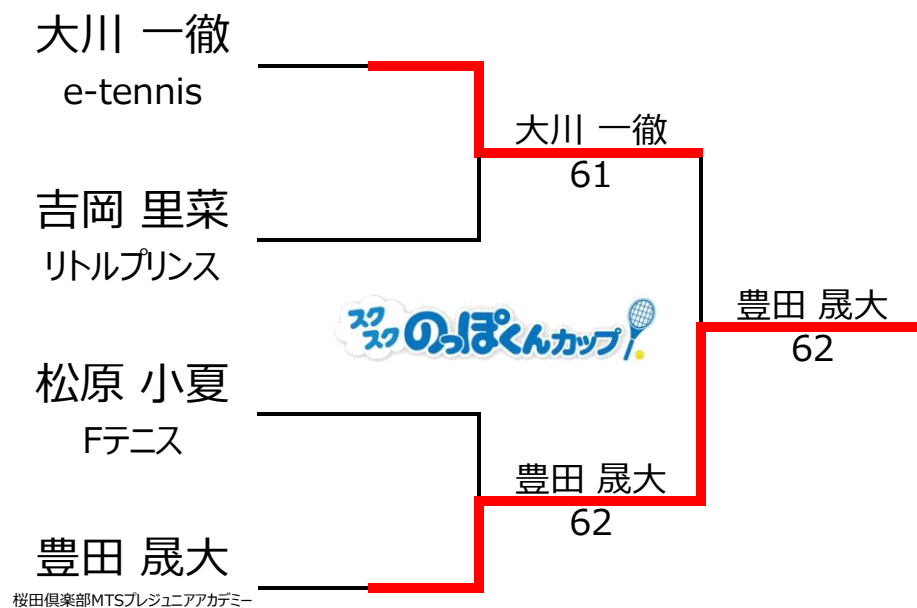 大川 一徹
e-tennis
大川 一徹
61
吉岡 里菜
リトルプリンス
スクスクのっぽくんカップ
豊田 晟大
62
松原 小夏
Fテニス
豊田 晟大
62
豊田 晟大
桜田倶楽部MTSプレジュニアアカデミー